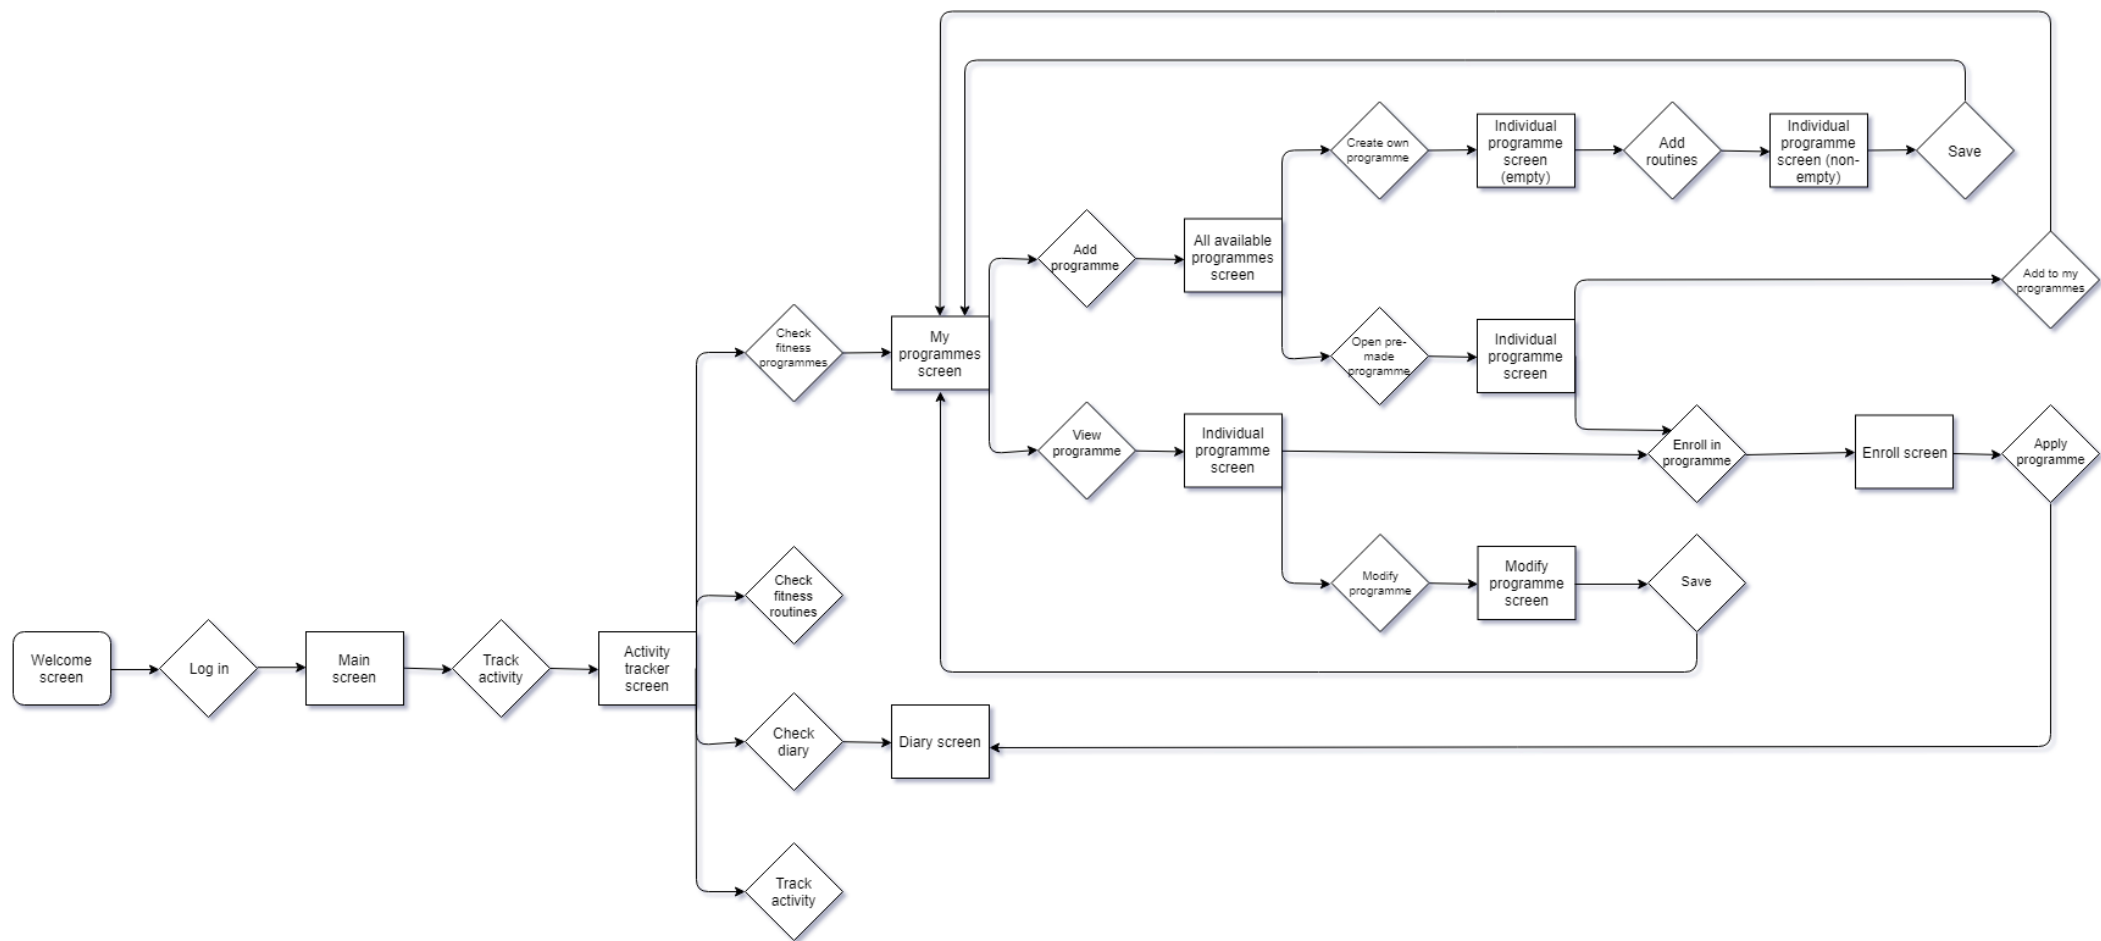 Create own
programme
Individual
programme
screen
(empty)
Add
routines
Individual
programme
screen (non-
empty)
Save
Add
programme
All available
programmes
screen
Add to my
programmes
Check
fitness
programmes
My
programmes
screen
Open pre-
made
programme
Individual
programme
screen
View
programme
Individual
programme
screen
Enroll in
programme
Enroll screen
Apply
programme
Check
fitness
routines
Modify
programme
Modify
programme
screen
Save
Welcome
screen
Log in
Main
screen
Track
activity
Activity
tracker
screen
Check
diary
Diary screen
Track
activity